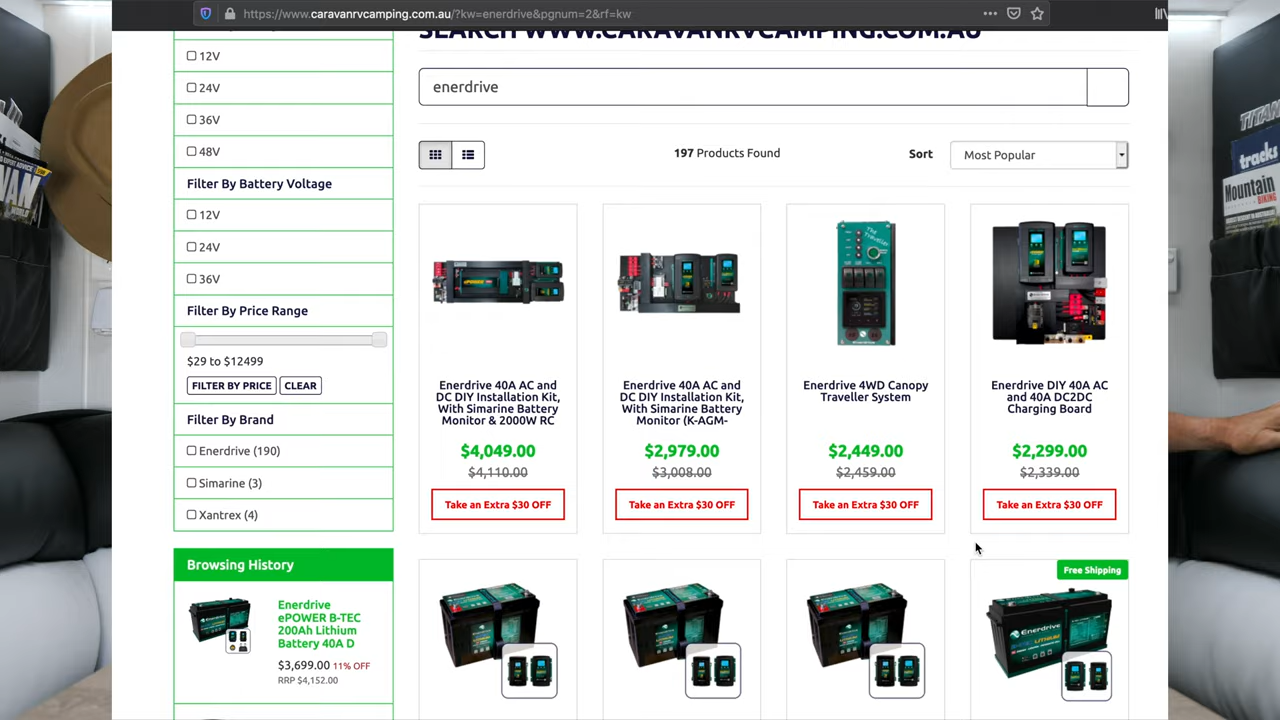 https://www.caravanrvcamping.com.au/?kw=enerdrive&pgnum=2&rf=kw
SEARCH WWW.CARAVANRVCAMPING.COM.AU
enerdrive
197 Products Found
Sort
Most Popular
12V
24V
36V
48V
Filter By Battery Voltage
12V
24V
36V
Filter By Price Range
$29 to $12499
FILTER BY PRICE
CLEAR
Filter By Brand
Enerdrive (190)
Simarine (3)
Xantrex (4)
Browsing History
Enerdrive
ePOWER B-TEC
200Ah Lithium
Battery 40A D
$3,699.00 11% OFF
RRP $4,152.00
Enerdrive 40A AC and
DC DIY Installation Kit,
With Simarine Battery
Monitor & 2000W RC
$4,049.00
$4,110.00
Take an Extra $30 OFF
Enerdrive 40A AC and
DC DIY Installation Kit,
With Simarine Battery
Monitor (K-AGM-
$2,979.00
$3,008.00
Take an Extra $30 OFF
The
Traveller
Enerdrive 4WD Canopy
Traveller System
$2,449.00
$2,459.00
Take an Extra $30 OFF
Enerdrive DIY 40A AC
and 40A DC2DC
Charging Board
$2,299.00
$2,339.00
Take an Extra $30 OFF
Free Shipping
Enerdrive
LITHIUM
TITAN
tracks
Mountain
BIKING